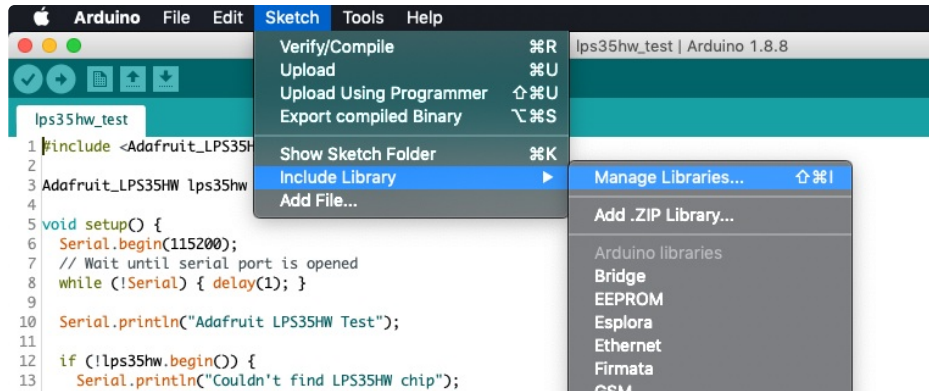 Arduino File Edit Sketch Tools Help
lps35hw_test | Arduino 1.8.8
Verify/Compile ⌘R
Upload ⌘U
Upload Using Programmer ⇧⌘U
Export compiled Binary ⌥⌘S
Show Sketch Folder ⌘K
Include Library ▶
Add File...
Manage Libraries... ⇧⌘I
Add .ZIP Library...
Arduino libraries
Bridge
EEPROM
Esplora
Ethernet
Firmata
GSM
lps35hw_test
1 #include <Adafruit_LPS35H
2
3 Adafruit_LPS35HW lps35hw
4
5 void setup() {
6 Serial.begin(115200);
7 // Wait until serial port is opened
8 while (!Serial) { delay(1); }
9
10 Serial.println("Adafruit LPS35HW Test");
11
12 if (!lps35hw.begin()) {
13 Serial.println("Couldn't find LPS35HW chip");